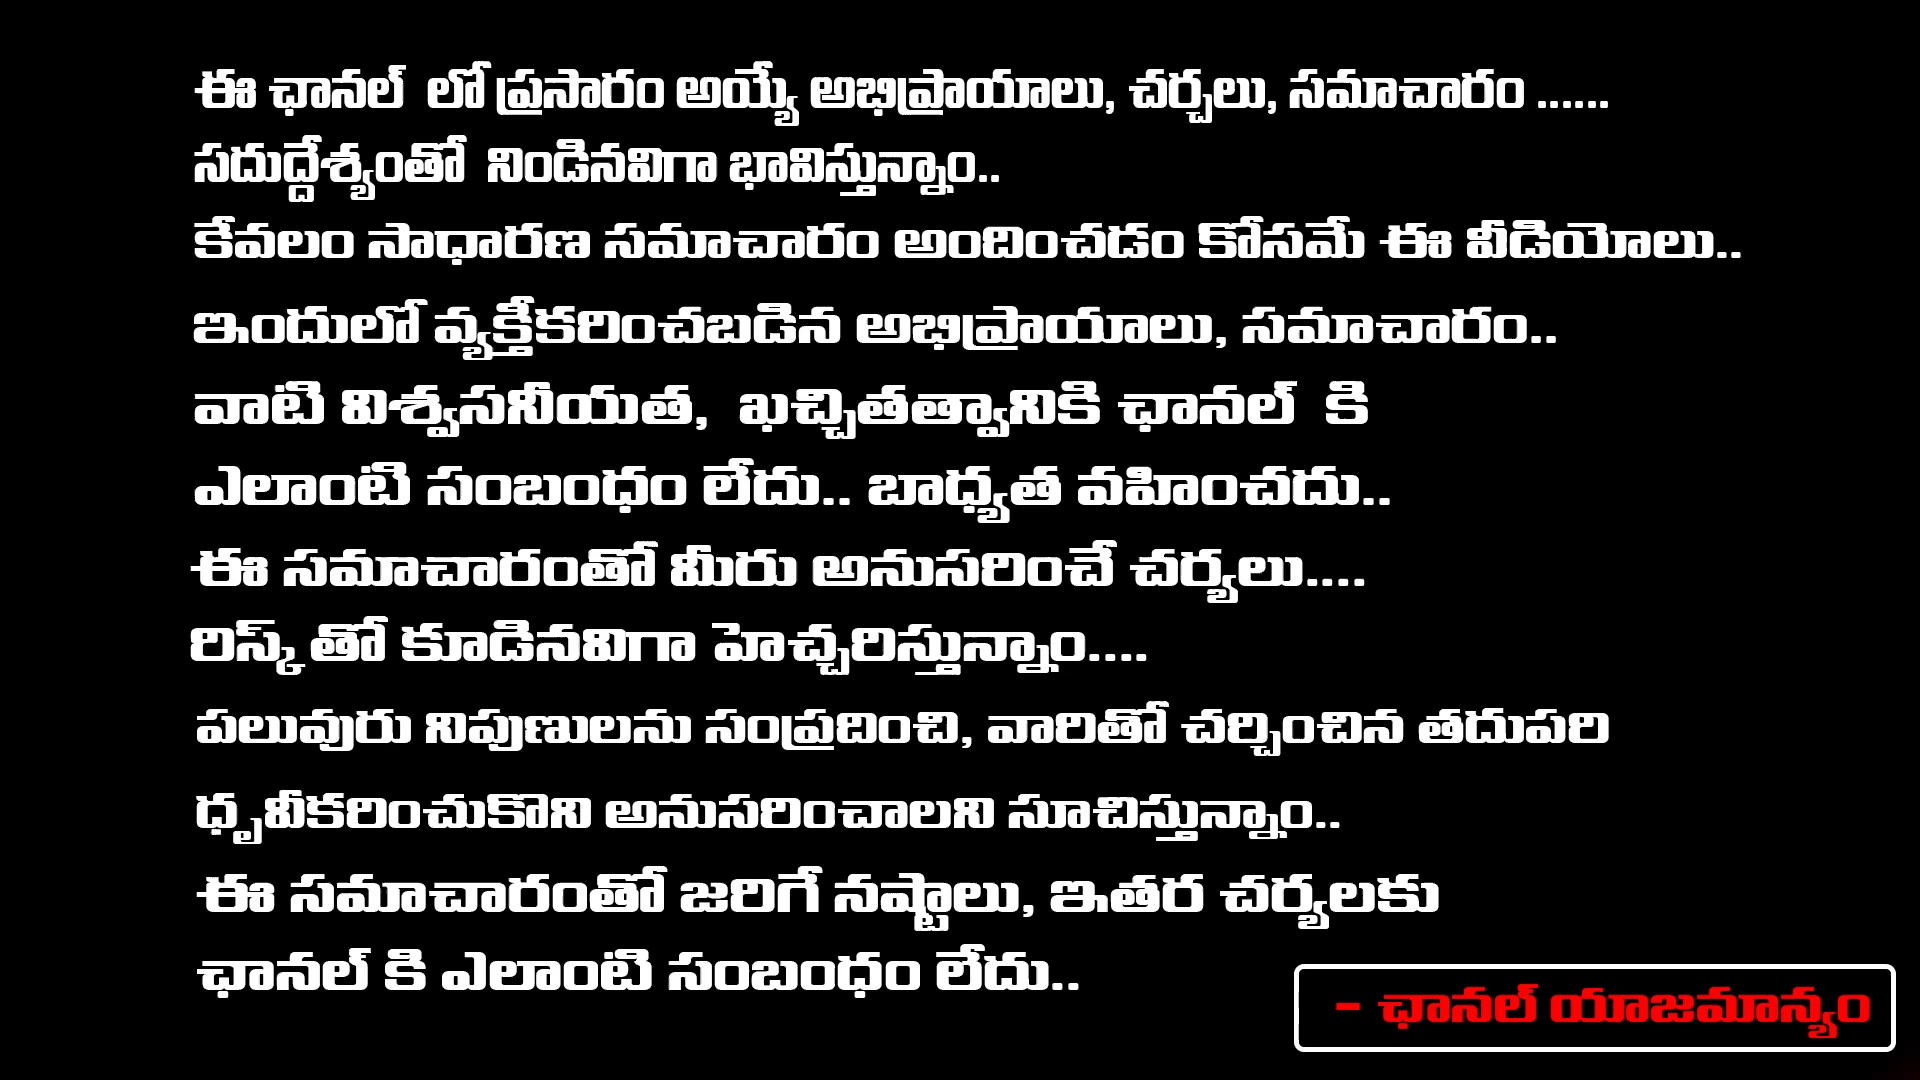 ఈ ఛానల్ లో ప్రసారం అయ్యే అభిప్రాయాలు, చర్చలు, సమాచారం ......
సదుద్దేశ్యంతో నిండినవిగా భావిస్తున్నాం..
కేవలం సాధారణ సమాచారం అందించడం కోసమే ఈ వీడియోలు..
ఇందులో వ్యక్తీకరించబడిన అభిప్రాయాలు, సమాచారం..
వాటి విశ్వసనీయత, ఖచ్చితత్వానికి ఛానల్ కి
ఎలాంటి సంబంధం లేదు.. బాధ్యత వహించదు..
ఈ సమాచారంతో మీరు అనుసరించే చర్యలు....
రిస్క్ తో కూడినవిగా హెచ్చరిస్తున్నాం....
పలువురు నిపుణులను సంప్రదించి, వారితో చర్చించిన తదుపరి
ధృవీకరించుకొని అనుసరించాలని సూచిస్తున్నాం..
ఈ సమాచారంతో జరిగే నష్టాలు, ఇతర చర్యలకు
ఛానల్ కి ఎలాంటి సంబంధం లేదు..
- ఛానల్ యాజమాన్యం